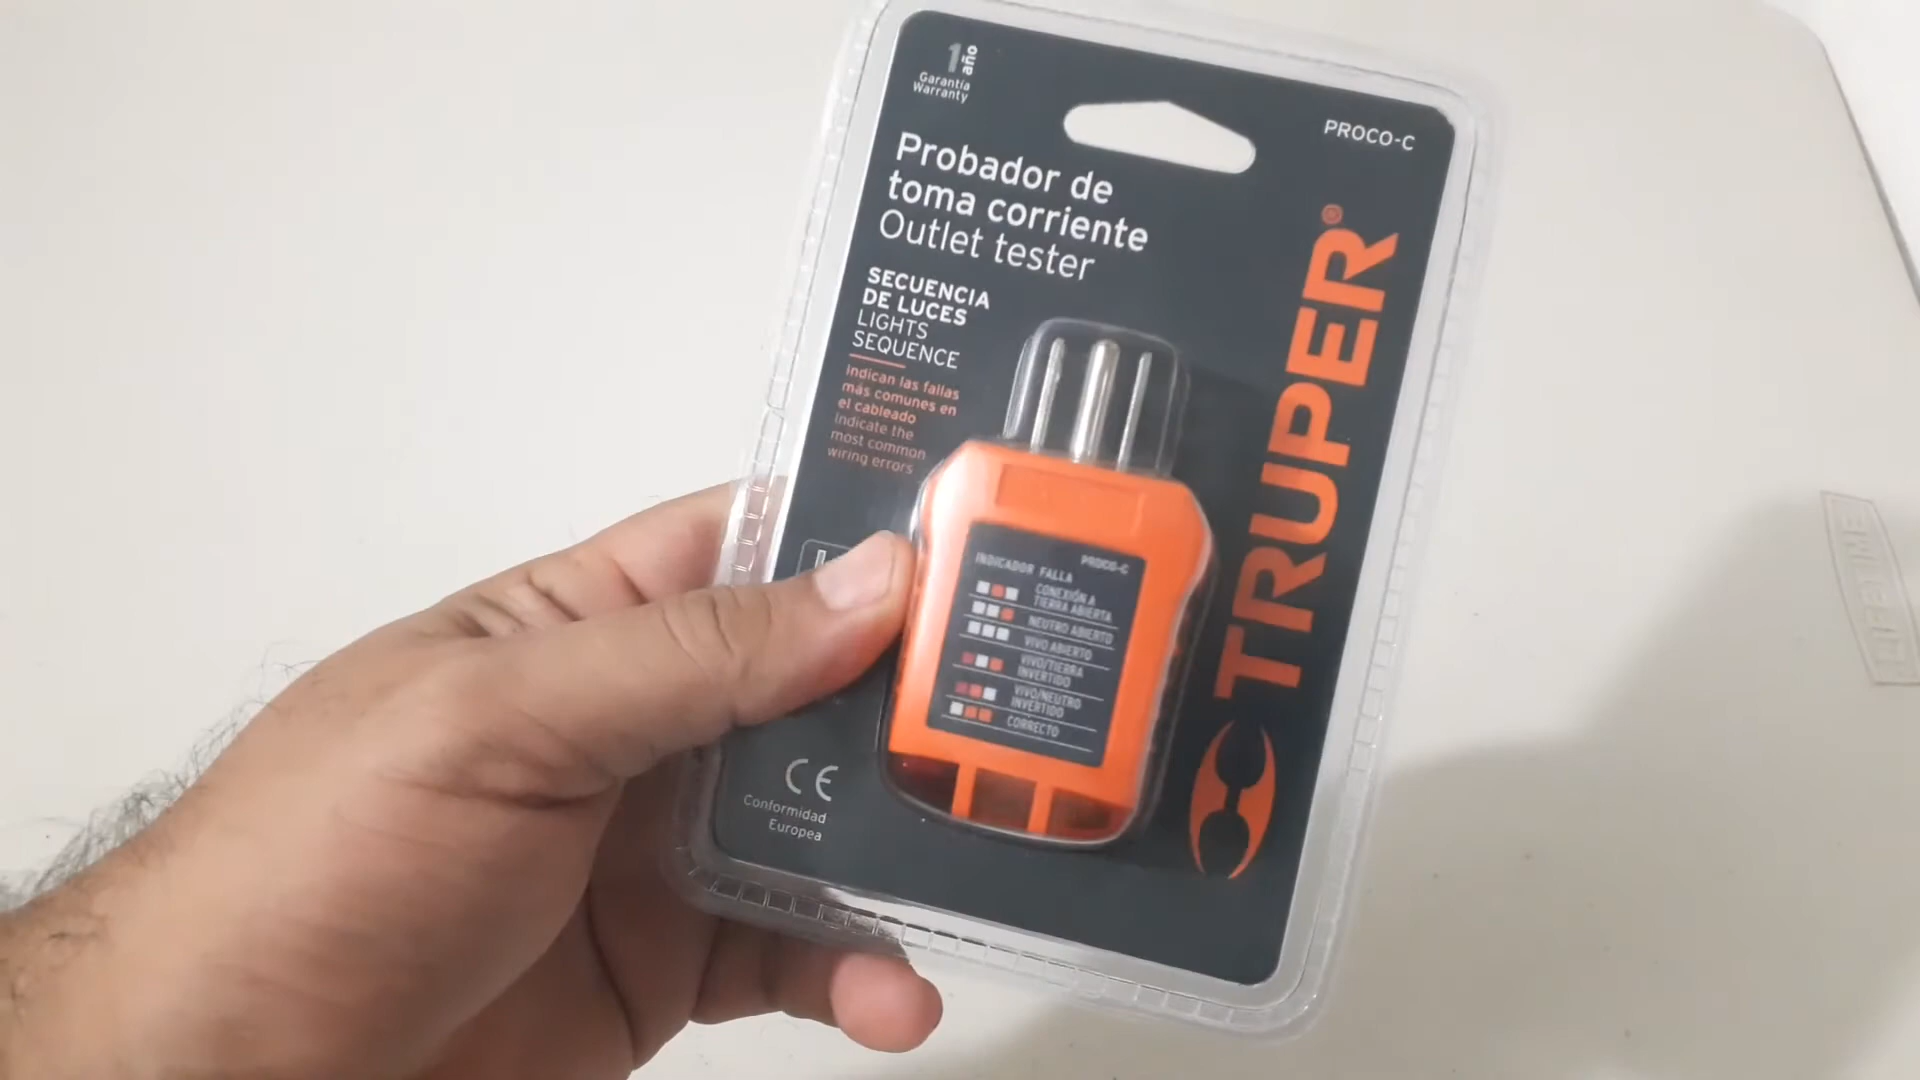 1 año
Garantía
Warranty
PROCO-C
Probador de
toma corriente
Outlet tester
SECUENCIA
DE LUCES
LIGHTS
SEQUENCE
Indican las fallas
más comunes en
el cableado
Indicate the
most common
wiring errors
TRUPER®
INDICADOR FALLA
PROCO-C
CONEXIÓN A
TIERRA ABIERTA
NEUTRO ABIERTO
VIVO ABIERTO
VIVO/TIERRA
INVERTIDO
VIVO/NEUTRO
INVERTIDO
CORRECTO
CE
Conformidad
Europea
LIFETIME